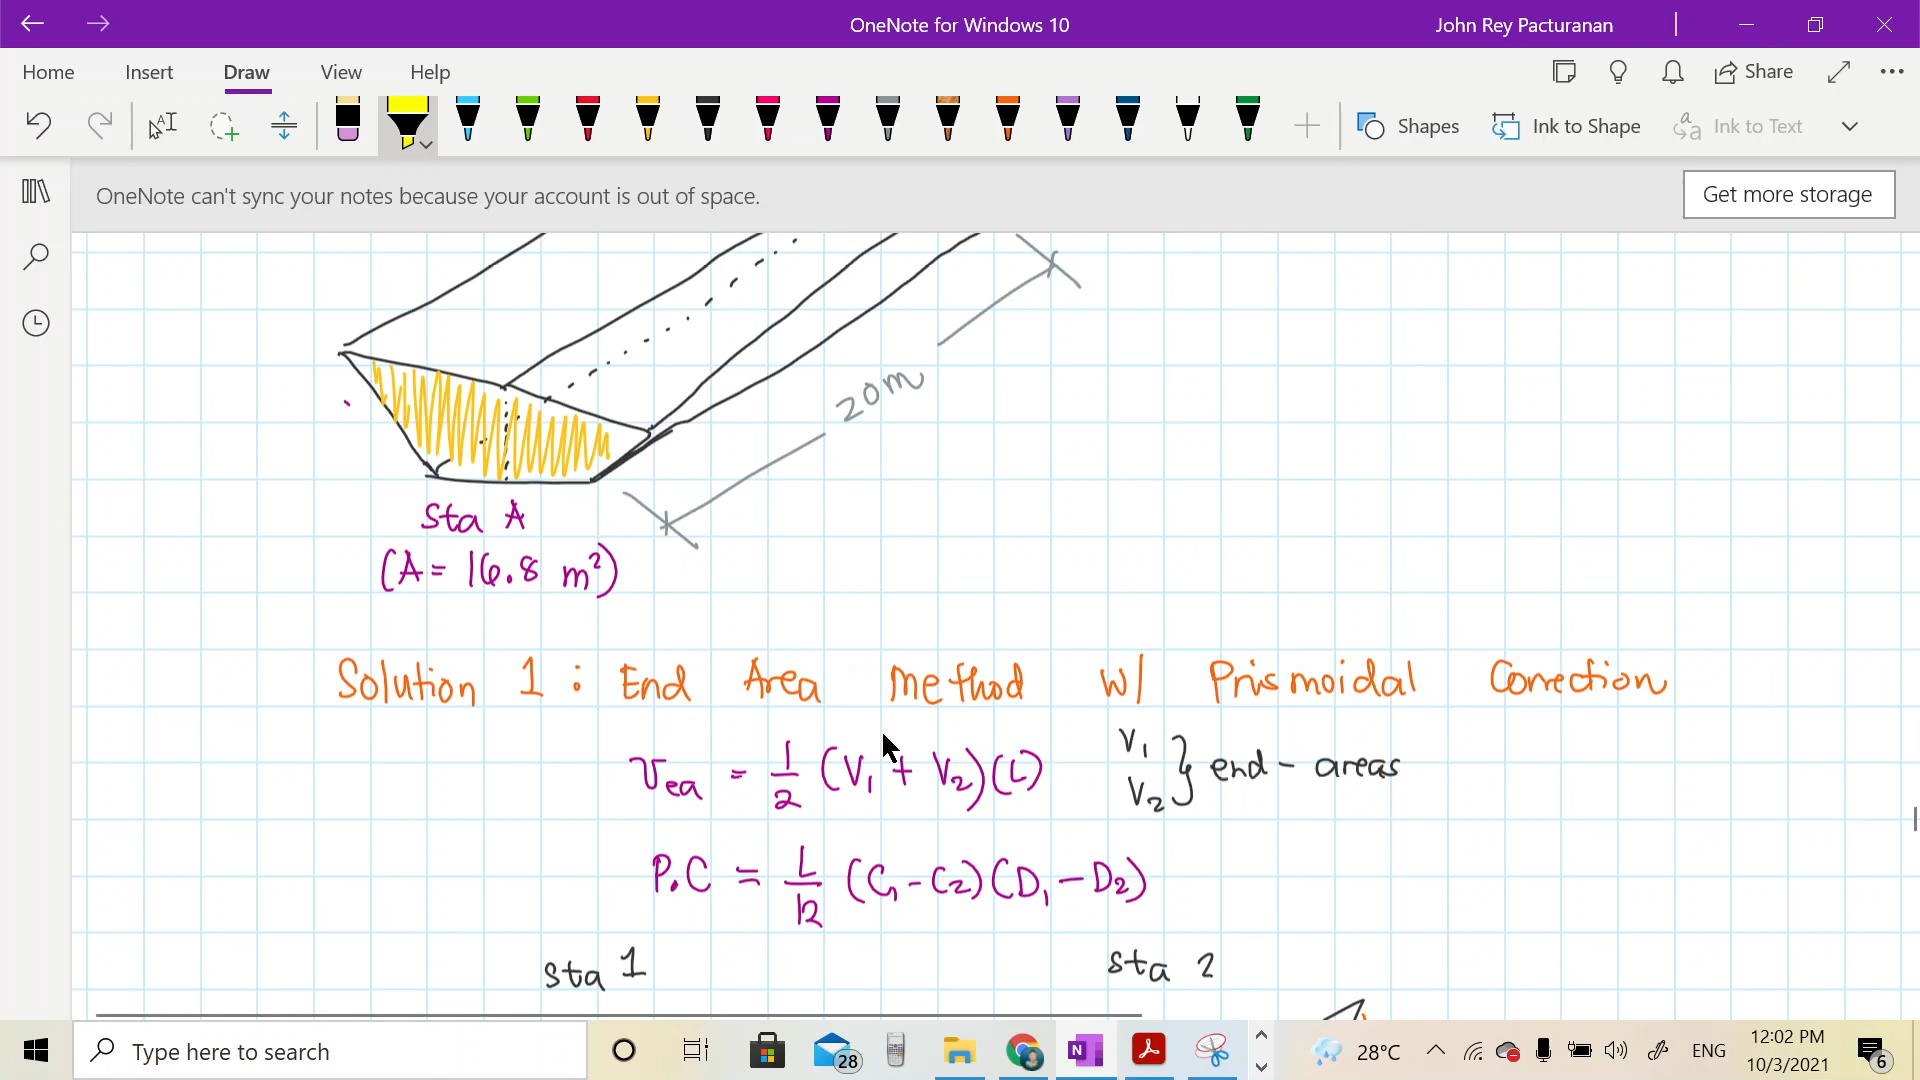 OneNote for Windows 10
John Rey Pacturanan
Home Insert Draw View Help
Share
Shapes
Ink to Shape
Ink to Text
OneNote can't sync your notes because your account is out of space.
Get more storage
20m
Sta A
(A = 16.8 m²)
Solution 1 : End Area Method w/ Prismoidal Correction
Vea = 1/2 (V₁ + V₂)(L)
V₁
V₂ } end - areas
P.C = L/12 (C₁ - C₂)(D₁ - D₂)
sta 1
sta 2
Type here to search
28
28°C
ENG
12:02 PM
10/3/2021
6